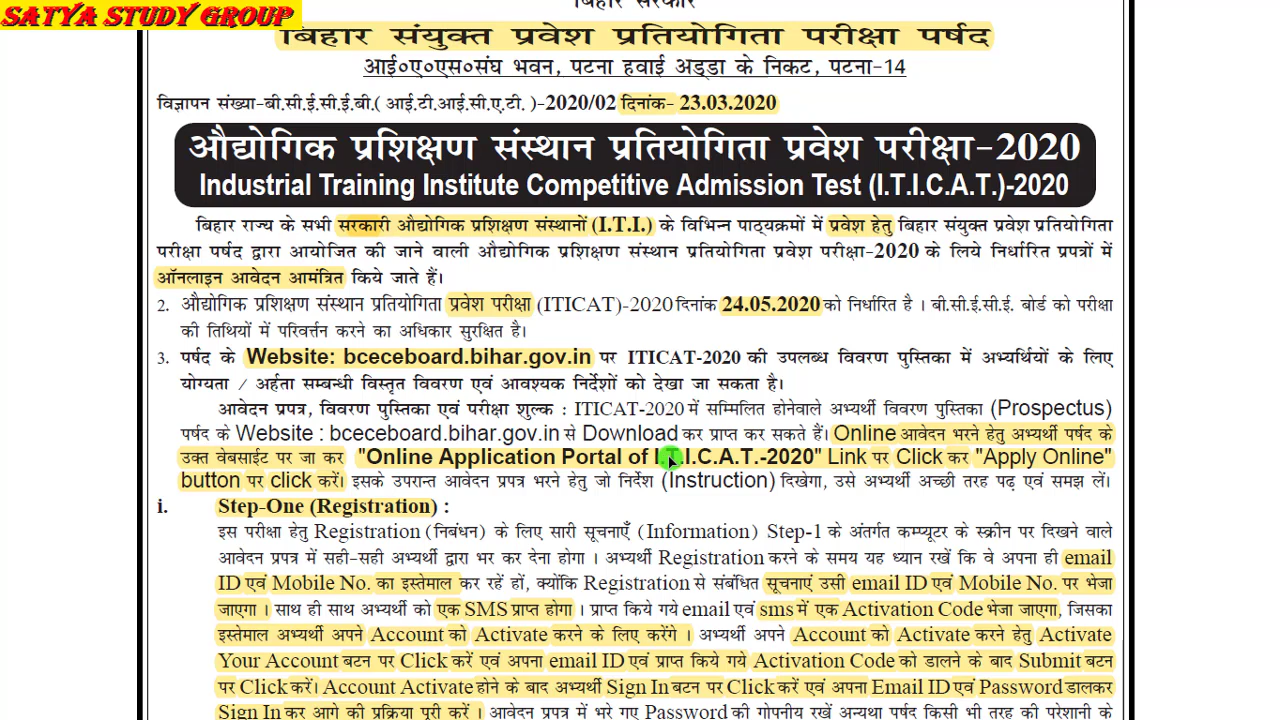 SATYA STUDY GROUP
बिहार सरकार
बिहार संयुक्त प्रवेश प्रतियोगिता परीक्षा पर्षद
आई०ए०एस०संघ भवन, पटना हवाई अड्डा के निकट, पटना-14
विज्ञापन संख्या-बी.सी.ई.सी.ई.बी.( आई.टी.आई.सी.ए.टी. )-2020/02 दिनांक- 23.03.2020
औद्योगिक प्रशिक्षण संस्थान प्रतियोगिता प्रवेश परीक्षा-2020
Industrial Training Institute Competitive Admission Test (I.T.I.C.A.T.)-2020
बिहार राज्य के सभी सरकारी औद्योगिक प्रशिक्षण संस्थानों (I.T.I.) के विभिन्न पाठ्यक्रमों में प्रवेश हेतु बिहार संयुक्त प्रवेश प्रतियोगिता
परीक्षा पर्षद द्वारा आयोजित की जाने वाली औद्योगिक प्रशिक्षण संस्थान प्रतियोगिता प्रवेश परीक्षा-2020 के लिये निर्धारित प्रपत्रों में
ऑनलाइन आवेदन आमंत्रित किये जाते हैं।
2. औद्योगिक प्रशिक्षण संस्थान प्रतियोगिता प्रवेश परीक्षा (ITICAT)-2020 दिनांक 24.05.2020 को निर्धारित है । बी.सी.ई.सी.ई. बोर्ड को परीक्षा
की तिथियों में परिवर्त्तन करने का अधिकार सुरक्षित है।
3. पर्षद के Website: bceceboard.bihar.gov.in पर ITICAT-2020 की उपलब्ध विवरण पुस्तिका में अभ्यर्थियों के लिए
योग्यता / अर्हता सम्बन्धी विस्तृत विवरण एवं आवश्यक निर्देशों को देखा जा सकता है।
आवेदन प्रपत्र, विवरण पुस्तिका एवं परीक्षा शुल्क : ITICAT-2020 में सम्मिलित होनेवाले अभ्यर्थी विवरण पुस्तिका (Prospectus)
पर्षद के Website : bceceboard.bihar.gov.in से Download कर प्राप्त कर सकते हैं। Online आवेदन भरने हेतु अभ्यर्थी पर्षद के
उक्त वेबसाईट पर जा कर "Online Application Portal of I.T.I.C.A.T.-2020" Link पर Click कर "Apply Online"
button पर click करें। इसके उपरान्त आवेदन प्रपत्र भरने हेतु जो निर्देश (Instruction) दिखेगा, उसे अभ्यर्थी अच्छी तरह पढ़ एवं समझ लें।
i. Step-One (Registration) :
इस परीक्षा हेतु Registration (निबंधन) के लिए सारी सूचनाएँ (Information) Step-1 के अंतर्गत कम्प्यूटर के स्क्रीन पर दिखने वाले
आवेदन प्रपत्र में सही-सही अभ्यर्थी द्वारा भर कर देना होगा । अभ्यर्थी Registration करने के समय यह ध्यान रखें कि वे अपना ही email
ID एवं Mobile No. का इस्तेमाल कर रहें हों, क्योंकि Registration से संबंधित सूचनाएं उसी email ID एवं Mobile No. पर भेजा
जाएगा । साथ ही साथ अभ्यर्थी को एक SMS प्राप्त होगा । प्राप्त किये गये email एवं sms में एक Activation Code भेजा जाएगा, जिसका
इस्तेमाल अभ्यर्थी अपने Account को Activate करने के लिए करेंगे । अभ्यर्थी अपने Account को Activate करने हेतु Activate
Your Account बटन पर Click करें एवं अपना email ID एवं प्राप्त किये गये Activation Code को डालने के बाद Submit बटन
पर Click करें। Account Activate होने के बाद अभ्यर्थी Sign In बटन पर Click करें एवं अपना Email ID एवं Password डालकर
Sign In कर आगे की प्रक्रिया पूरी करें । आवेदन प्रपत्र में भरे गए Password की गोपनीय रखें अन्यथा पर्षद किसी भी तरह की परेशानी के